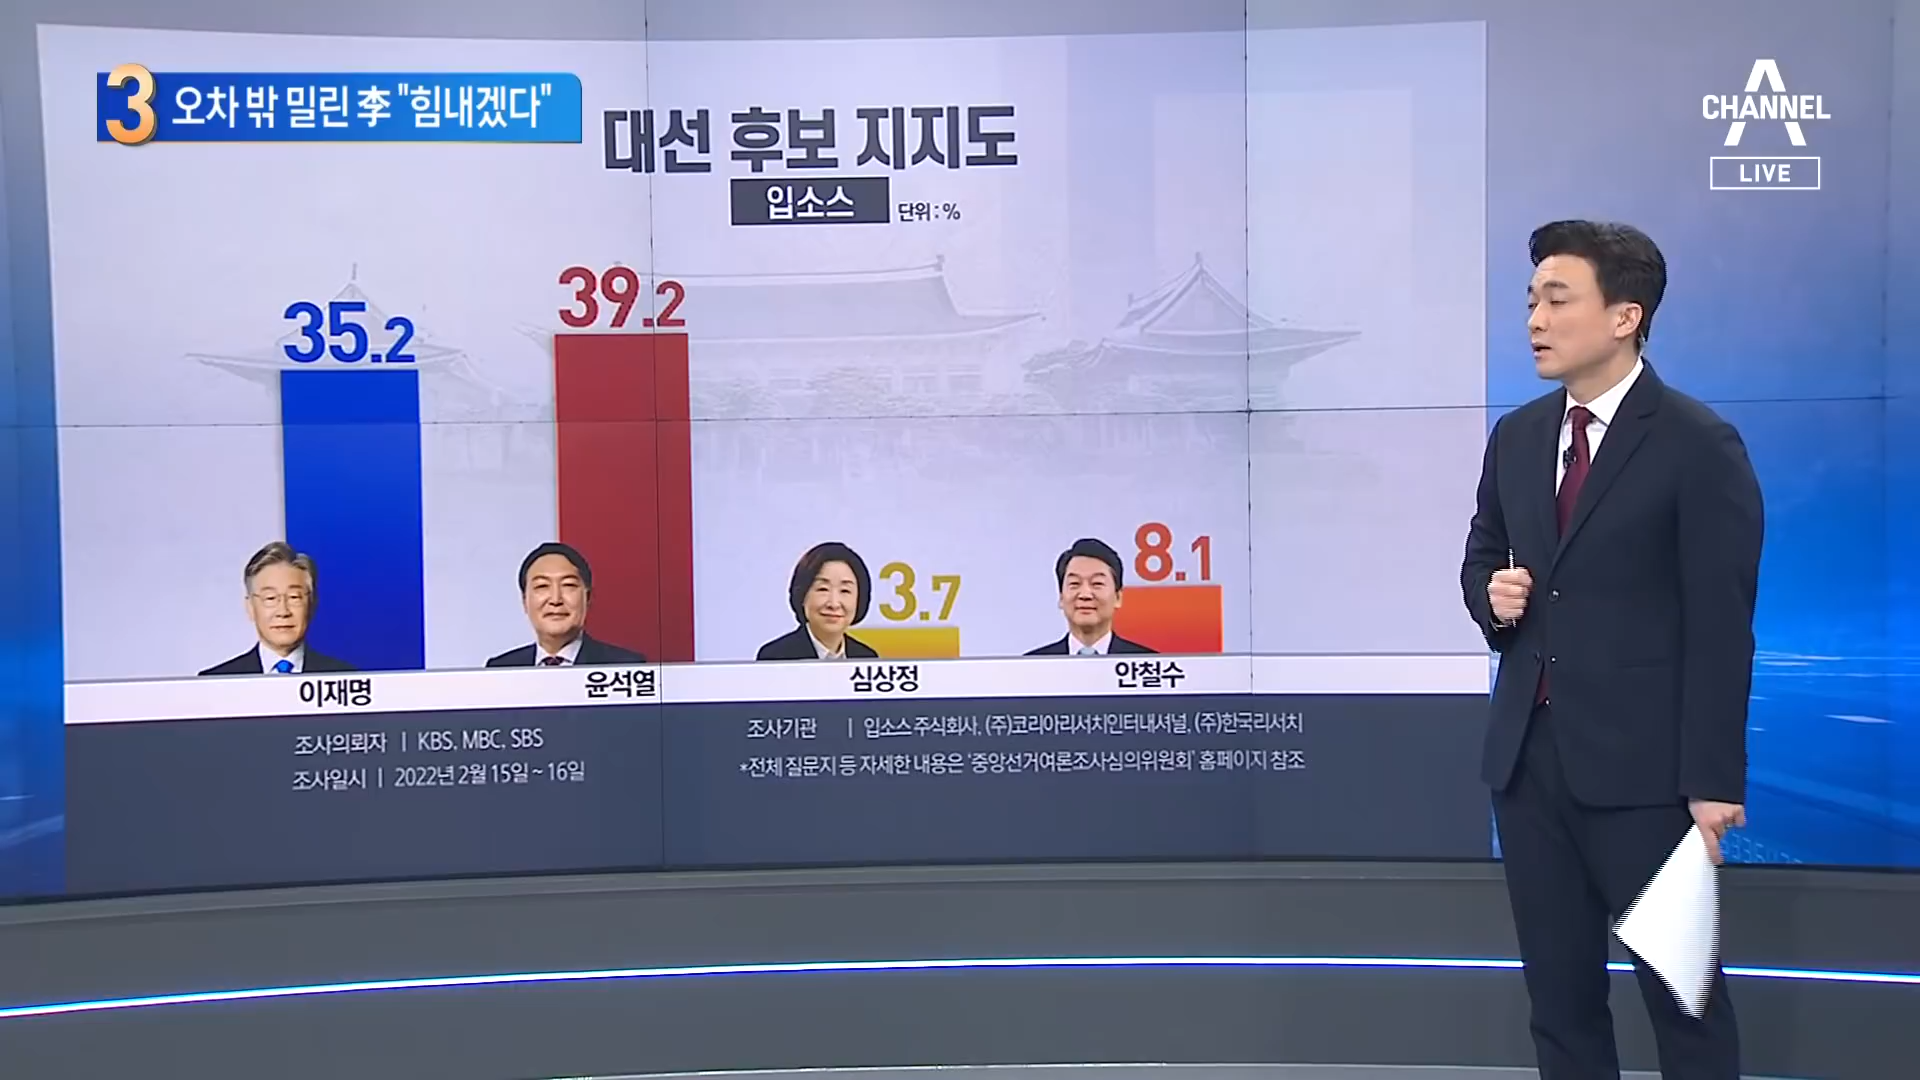 3 오차 밖 밀린 李 "힘내겠다"
CHANNEL A
LIVE
대선 후보 지지도
입소스 단위 : %
35.2
39.2
3.7
8.1
이재명
윤석열
심상정
안철수
조사의뢰자 | KBS, MBC, SBS
조사일시 | 2022년 2월 15일 ~ 16일
조사기관 | 입소스 주식회사, (주)코리아리서치인터내셔널, (주)한국리서치
*전체 질문지 등 자세한 내용은 '중앙선거여론조사심의위원회' 홈페이지 참조